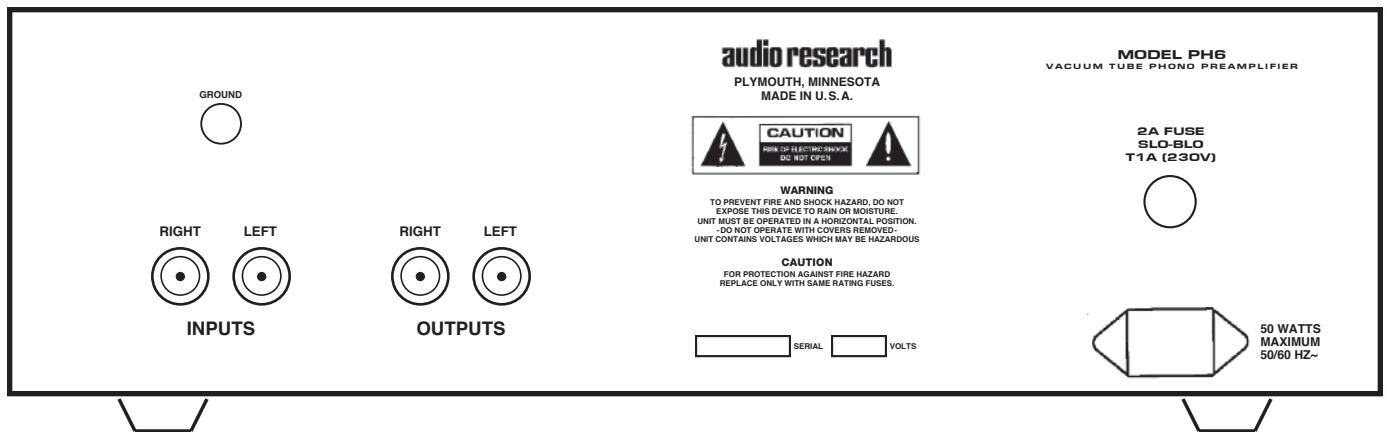 audio research
PLYMOUTH, MINNESOTA
MADE IN U.S.A.
MODEL PH6
VACUUM TUBE PHONO PREAMPLIFIER
GROUND
CAUTION
RISK OF ELECTRIC SHOCK
DO NOT OPEN
2A FUSE
SLO-BLO
T1A (230V)
WARNING
TO PREVENT FIRE AND SHOCK HAZARD, DO NOT
EXPOSE THIS DEVICE TO RAIN OR MOISTURE.
UNIT MUST BE OPERATED IN A HORIZONTAL POSITION.
-DO NOT OPERATE WITH COVERS REMOVED-
UNIT CONTAINS VOLTAGES WHICH MAY BE HAZARDOUS
RIGHT LEFT
RIGHT LEFT
INPUTS
OUTPUTS
CAUTION
FOR PROTECTION AGAINST FIRE HAZARD
REPLACE ONLY WITH SAME RATING FUSES.
SERIAL
VOLTS
50 WATTS
MAXIMUM
50/60 HZ~